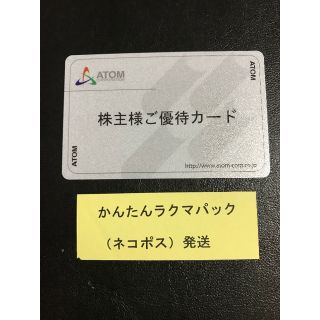 ATOM
ATOM
株主様ご優待カード
ATOM
http://www.atom-corp.co.jp
かんたんラクマパック
（ネコポス）発送